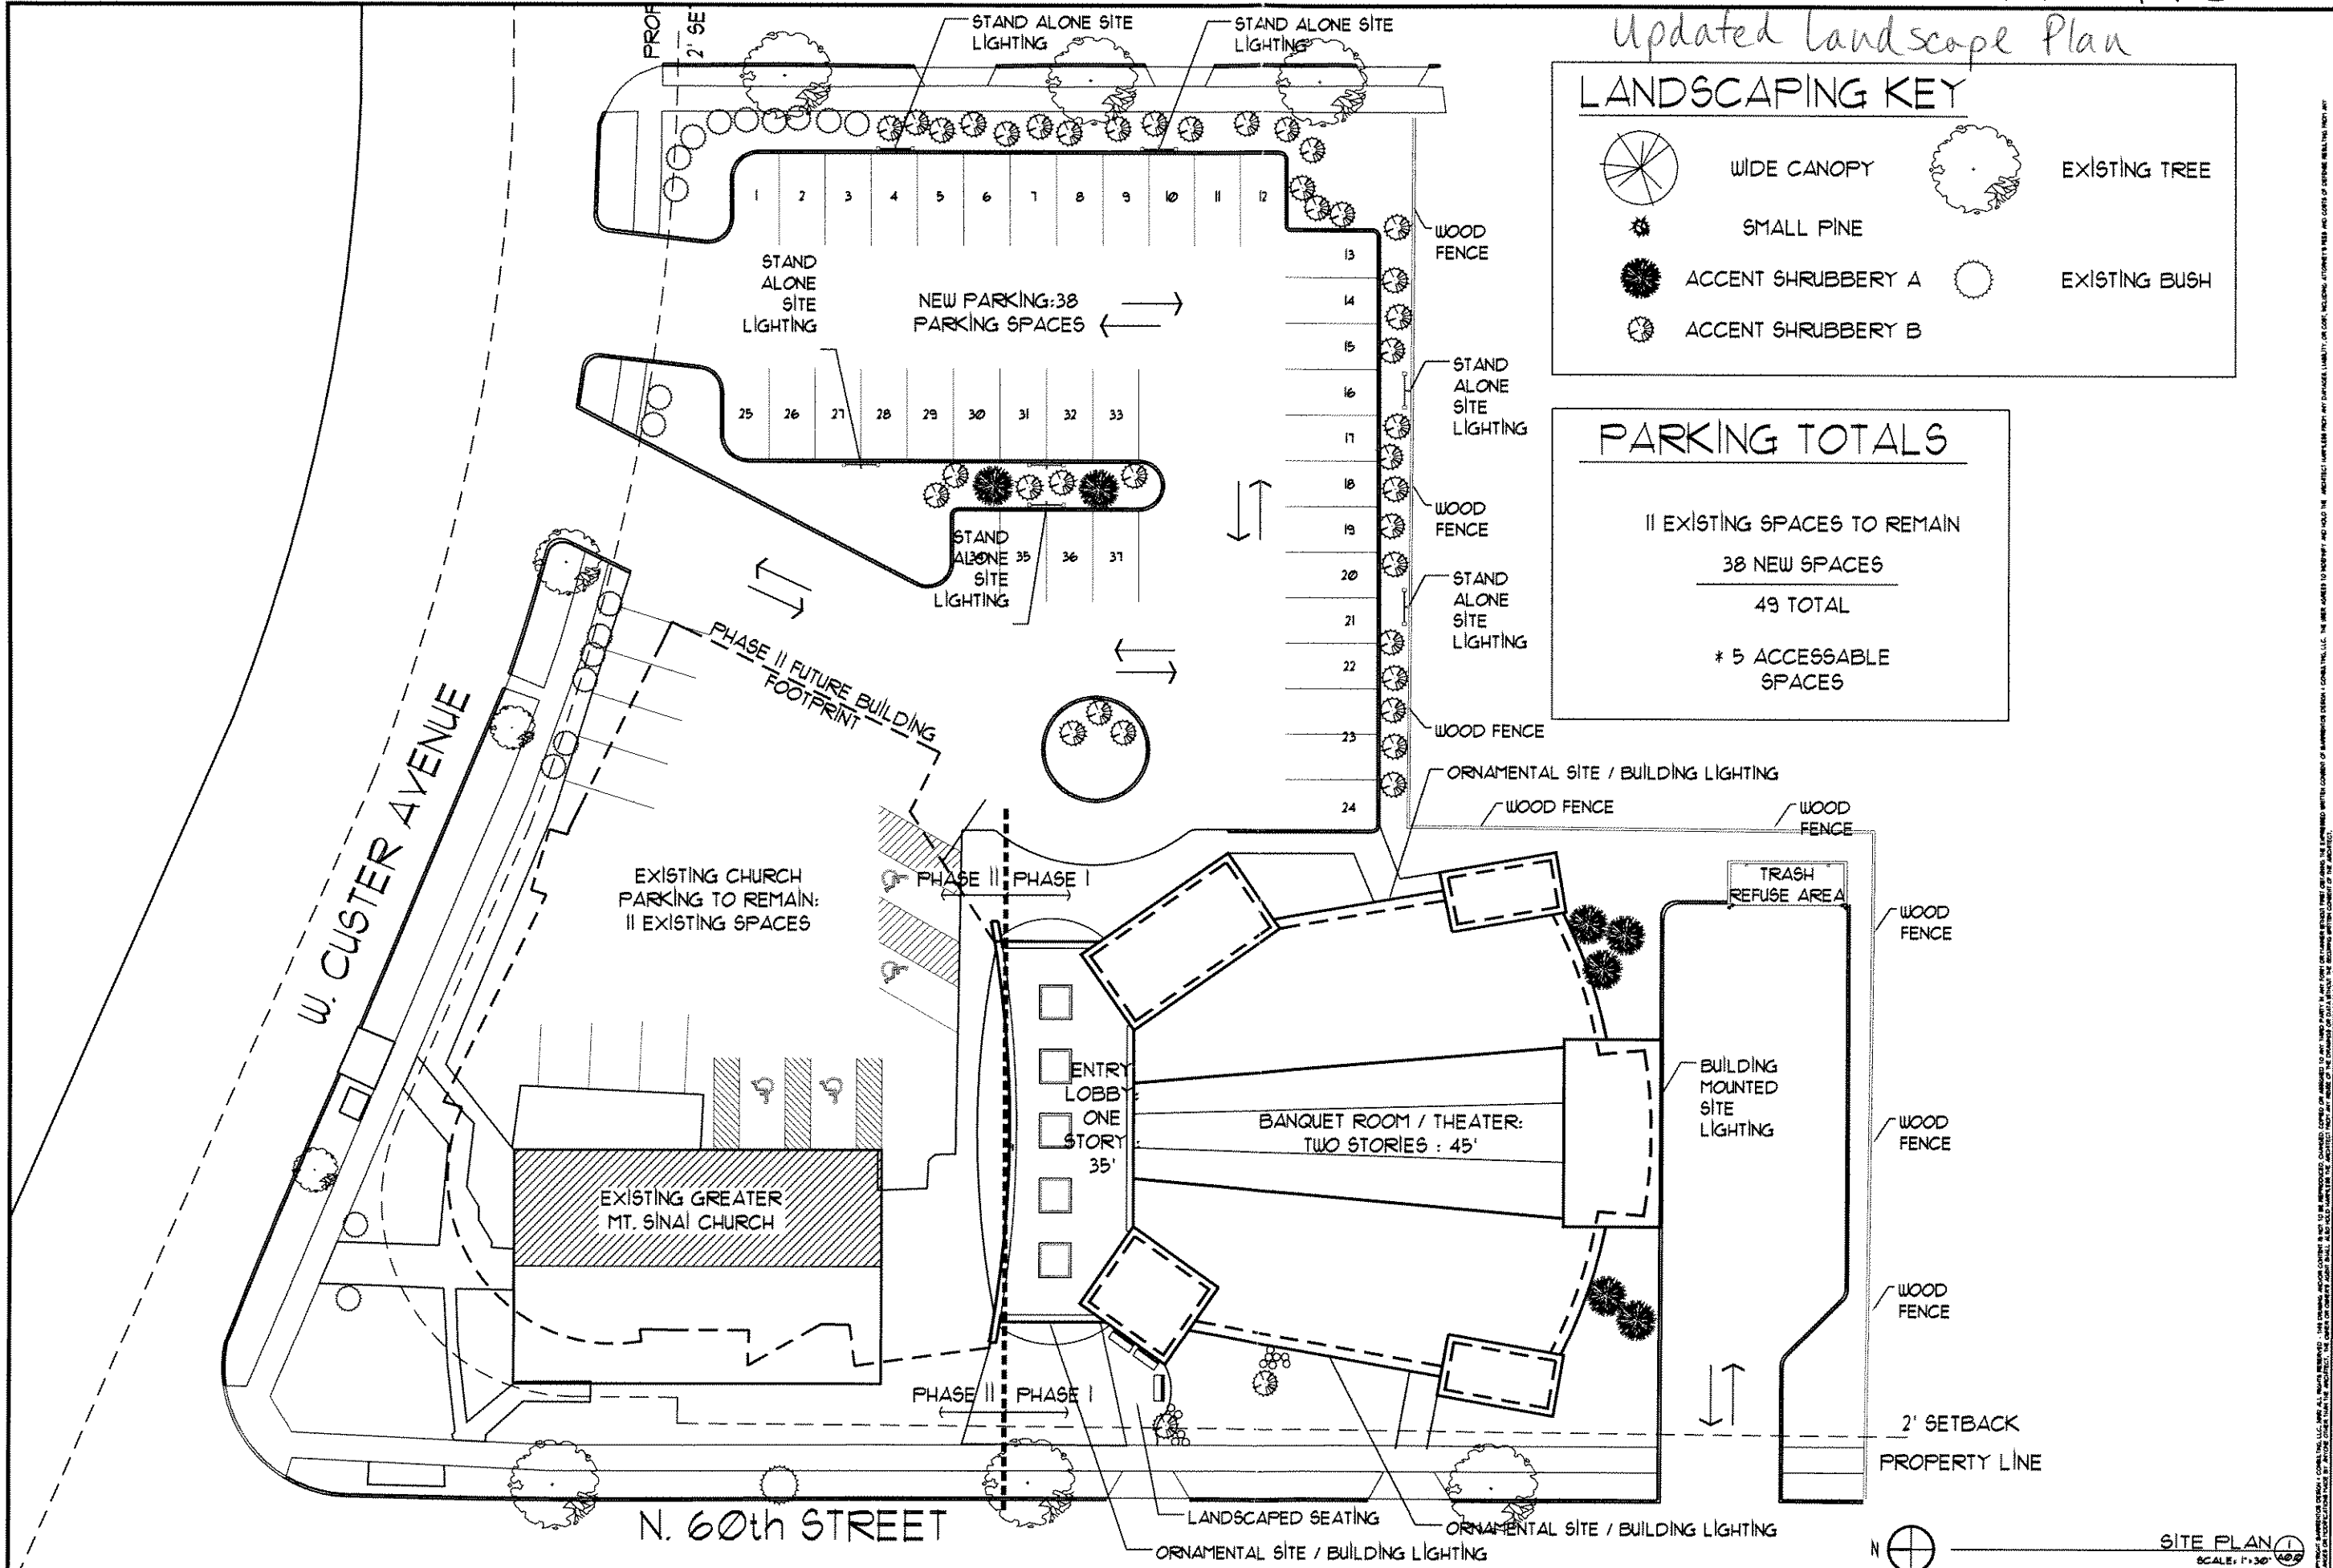 Updated Landscape Plan
PROP
2' SE
STAND ALONE SITE
LIGHTING
STAND ALONE SITE
LIGHTING
LANDSCAPING KEY
WIDE CANOPY
EXISTING TREE
SMALL PINE
ACCENT SHRUBBERY A
EXISTING BUSH
ACCENT SHRUBBERY B
1 2 3 4 5 6 7 8 9 10 11 12
WOOD
FENCE
STAND
ALONE
SITE
LIGHTING
NEW PARKING:38
PARKING SPACES
13
14
15
16
17
18
19
20
21
22
23
24
STAND
ALONE
SITE
LIGHTING
25 26 27 28 29 30 31 32 33
PARKING TOTALS
11 EXISTING SPACES TO REMAIN
38 NEW SPACES
49 TOTAL
* 5 ACCESSABLE
SPACES
WOOD
FENCE
STAND
ALONE
SITE
LIGHTING
35 36 37
STAND
ALONE
SITE
LIGHTING
PHASE II FUTURE BUILDING
FOOTPRINT
WOOD FENCE
ORNAMENTAL SITE / BUILDING LIGHTING
WOOD FENCE
WOOD
FENCE
W. CUSTER AVENUE
EXISTING CHURCH
PARKING TO REMAIN:
11 EXISTING SPACES
PHASE II PHASE I
TRASH
REFUSE AREA
WOOD
FENCE
ENTRY
LOBBY:
ONE
STORY :
35'
BANQUET ROOM / THEATER:
TWO STORIES : 45'
BUILDING
MOUNTED
SITE
LIGHTING
WOOD
FENCE
EXISTING GREATER
MT. SINAI CHURCH
WOOD
FENCE
PHASE II PHASE I
2' SETBACK
PROPERTY LINE
N. 60th STREET
LANDSCAPED SEATING
ORNAMENTAL SITE / BUILDING LIGHTING
ORNAMENTAL SITE / BUILDING LIGHTING
N
SITE PLAN 1
SCALE: 1"=30'